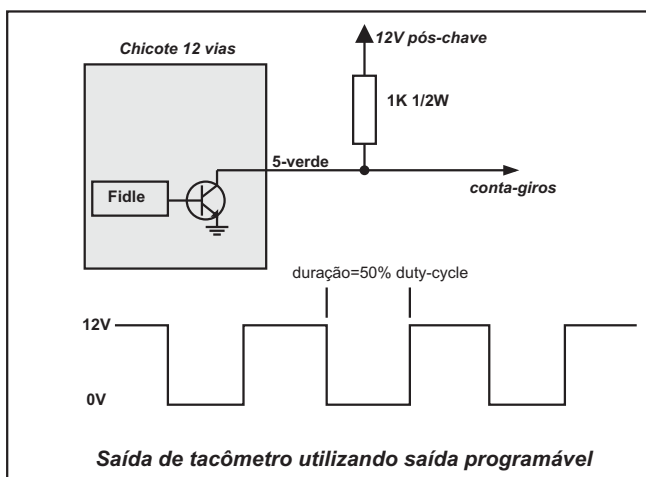 Chicote 12 vias
12V pós-chave
1K 1/2W
5-verde
conta-giros
Fidle
duração=50% duty-cycle
12V
0V
Saída de tacômetro utilizando saída programável